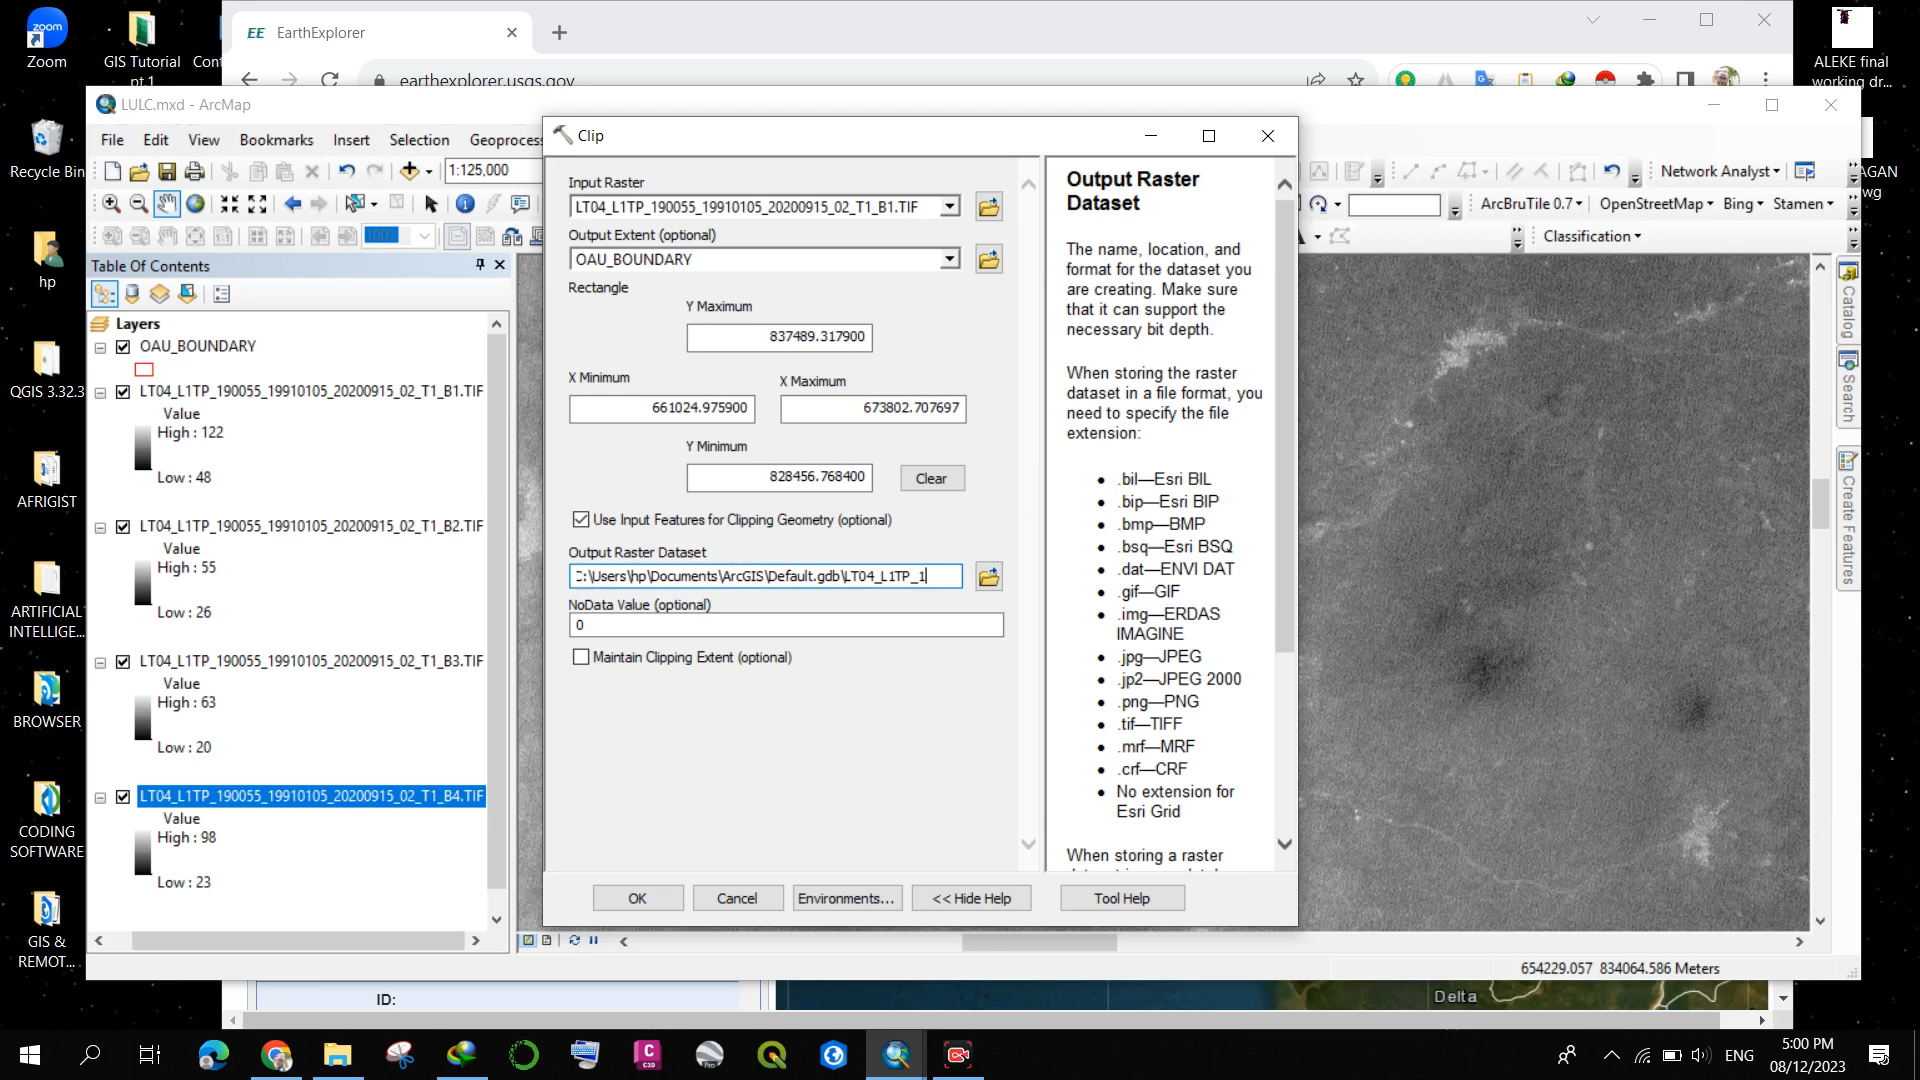 EE EarthExplorer
earthexplorer.usgs.gov
Zoom
GIS Tutorial
pt.1
Cont
ALEKE final
working dr...
LULC.mxd - ArcMap
File Edit View Bookmarks Insert Selection Geoprocess
1:125,000
Network Analyst
ArcBruTile 0.7 OpenStreetMap Bing Stamen
100%
Classification
Recycle Bin
hp
QGIS 3.32.3
AFRIGIST
ARTIFICIAL
INTELLIGE...
BROWSER
CODING
SOFTWARE
GIS &
REMOT...
AGAN
wg
Table Of Contents
Layers
OAU_BOUNDARY
LT04_L1TP_190055_19910105_20200915_02_T1_B1.TIF
Value
High : 122
Low : 48
LT04_L1TP_190055_19910105_20200915_02_T1_B2.TIF
Value
High : 55
Low : 26
LT04_L1TP_190055_19910105_20200915_02_T1_B3.TIF
Value
High : 63
Low : 20
LT04_L1TP_190055_19910105_20200915_02_T1_B4.TIF
Value
High : 98
Low : 23
Clip
Input Raster
LT04_L1TP_190055_19910105_20200915_02_T1_B1.TIF
Output Extent (optional)
OAU_BOUNDARY
Rectangle
Y Maximum
837489.317900
X Minimum
X Maximum
661024.975900
673802.707697
Y Minimum
828456.768400
Clear
Use Input Features for Clipping Geometry (optional)
Output Raster Dataset
C:\Users\hp\Documents\ArcGIS\Default.gdb\LT04_L1TP_1
NoData Value (optional)
0
Maintain Clipping Extent (optional)
OK Cancel Environments... << Hide Help Tool Help
Output Raster
Dataset
The name, location, and
format for the dataset you
are creating. Make sure
that it can support the
necessary bit depth.
When storing the raster
dataset in a file format, you
need to specify the file
extension:
• .bil—Esri BIL
• .bip—Esri BIP
• .bmp—BMP
• .bsq—Esri BSQ
• .dat—ENVI DAT
• .gif—GIF
• .img—ERDAS
IMAGINE
• .jpg—JPEG
• .jp2—JPEG 2000
• .png—PNG
• .tif—TIFF
• .mrf—MRF
• .crf—CRF
• No extension for
Esri Grid
When storing a raster
Catalog
Search
Create Features
654229.057 834064.586 Meters
ID:
Delta
ENG
5:00 PM
08/12/2023